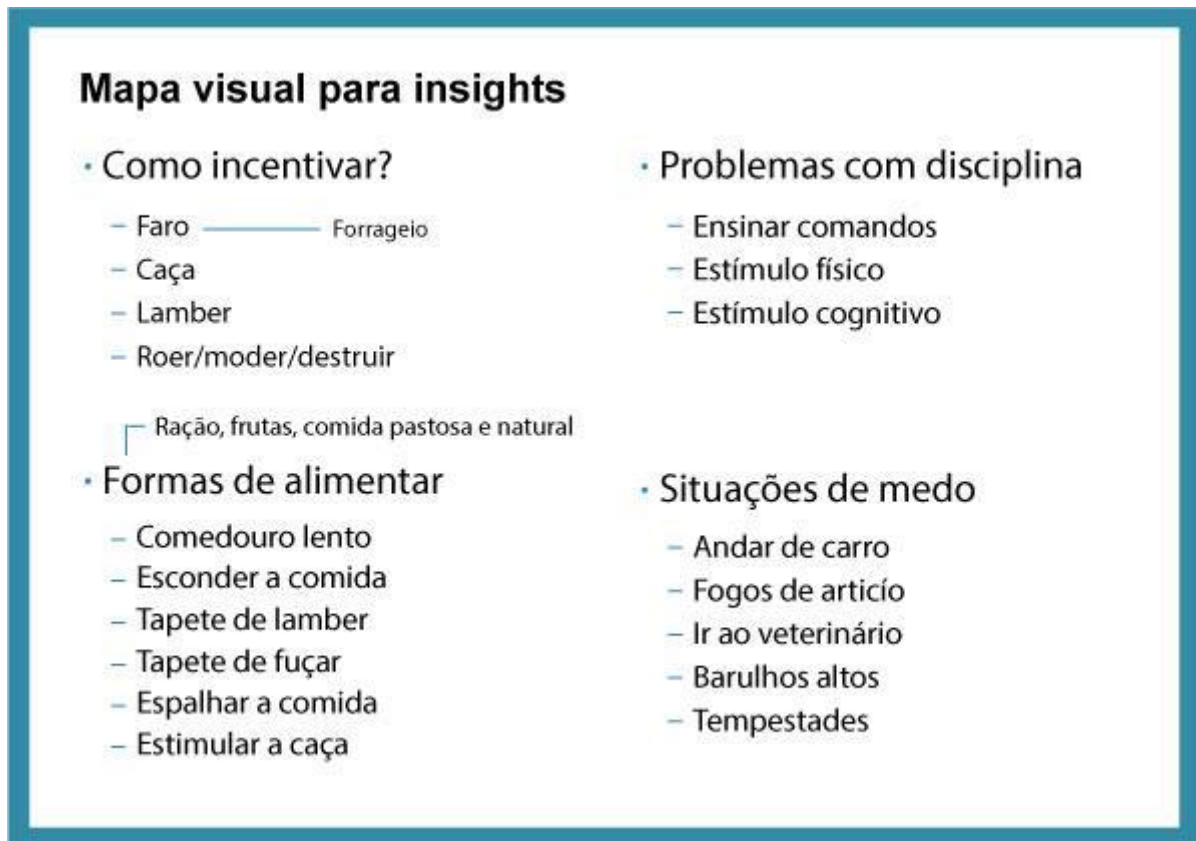 Mapa visual para insights
· Como incentivar?
– Faro — Forrageio
– Caça
– Lamber
– Roer/moder/destruir
Ração, frutas, comida pastosa e natural
· Formas de alimentar
– Comedouro lento
– Esconder a comida
– Tapete de lamber
– Tapete de fuçar
– Espalhar a comida
– Estimular a caça
· Problemas com disciplina
– Ensinar comandos
– Estímulo físico
– Estímulo cognitivo
· Situações de medo
– Andar de carro
– Fogos de articío
– Ir ao veterinário
– Barulhos altos
– Tempestades